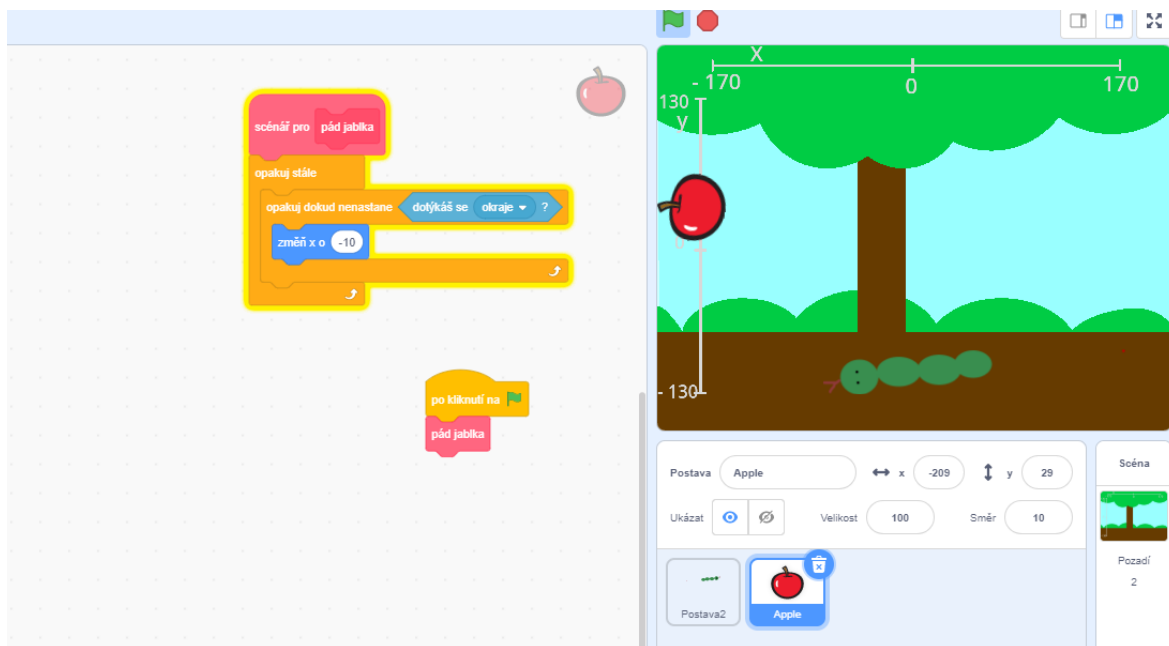 scénář pro pád jablka
opakuj stále
opakuj dokud nenastane dotýkáš se okraje ?
změň x o -10
po kliknutí na
pád jablka
X
- 170 0 170
130
y
0
- 130
Postava Apple x -209 y 29
Ukázat Velikost 100 Směr 10
Postava2 Apple
Scéna
Pozadí
2